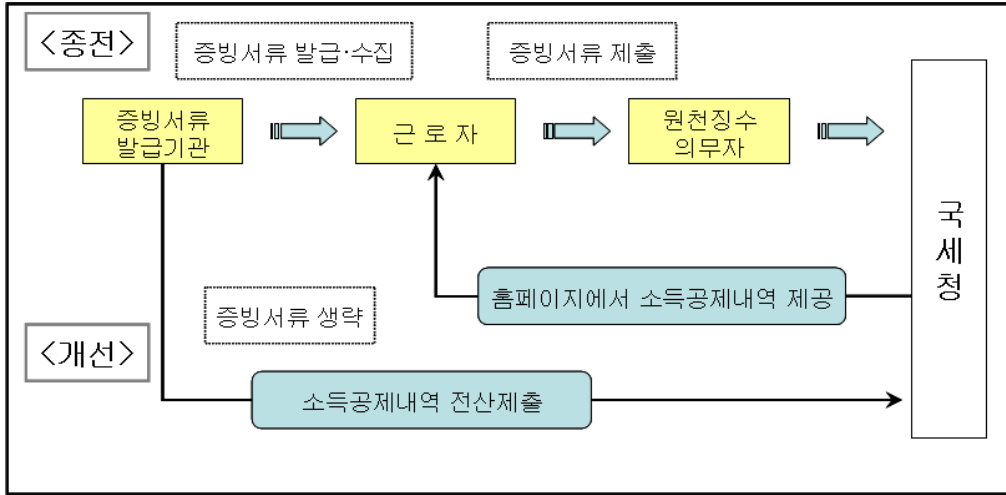 <종전>
증빙서류 발급·수집
증빙서류 제출
증빙서류
발급기관
근 로 자
원천징수
의무자
국
세
청
홈페이지에서 소득공제내역 제공
증빙서류 생략
<개선>
소득공제내역 전산제출